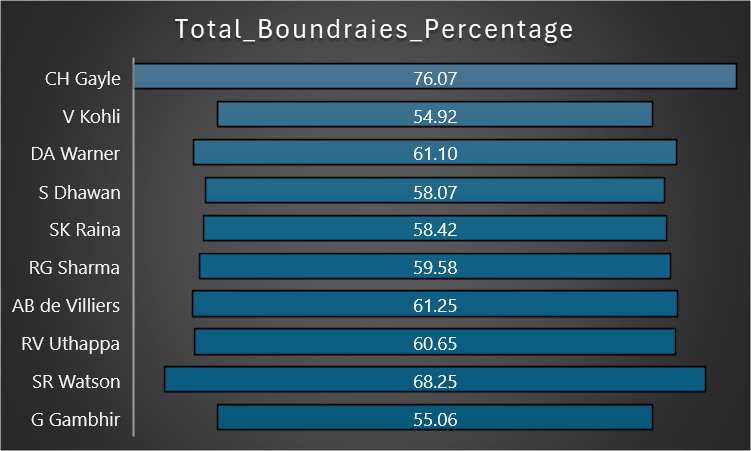 Total_Boundraies_Percentage
CH Gayle 76.07
V Kohli 54.92
DA Warner 61.10
S Dhawan 58.07
SK Raina 58.42
RG Sharma 59.58
AB de Villiers 61.25
RV Uthappa 60.65
SR Watson 68.25
G Gambhir 55.06